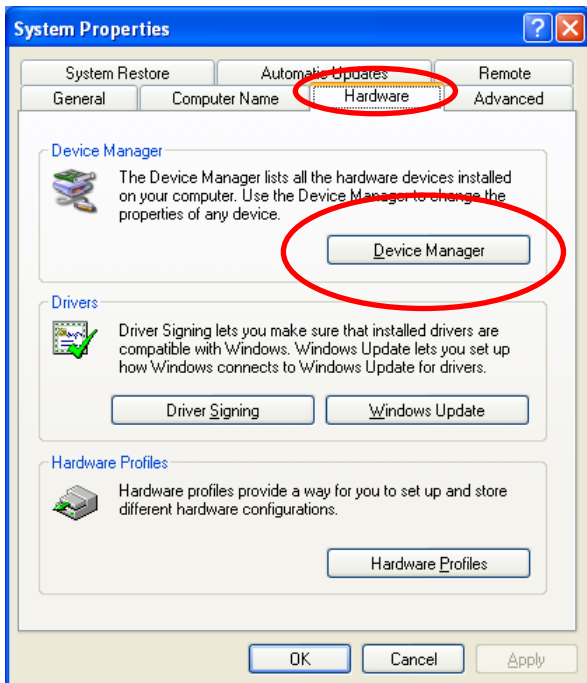 System Properties
System Restore Automatic Updates Remote
General Computer Name Hardware Advanced
Device Manager
The Device Manager lists all the hardware devices installed
on your computer. Use the Device Manager to change the
properties of any device.
Device Manager
Drivers
Driver Signing lets you make sure that installed drivers are
compatible with Windows. Windows Update lets you set up
how Windows connects to Windows Update for drivers.
Driver Signing Windows Update
Hardware Profiles
Hardware profiles provide a way for you to set up and store
different hardware configurations.
Hardware Profiles
OK Cancel Apply